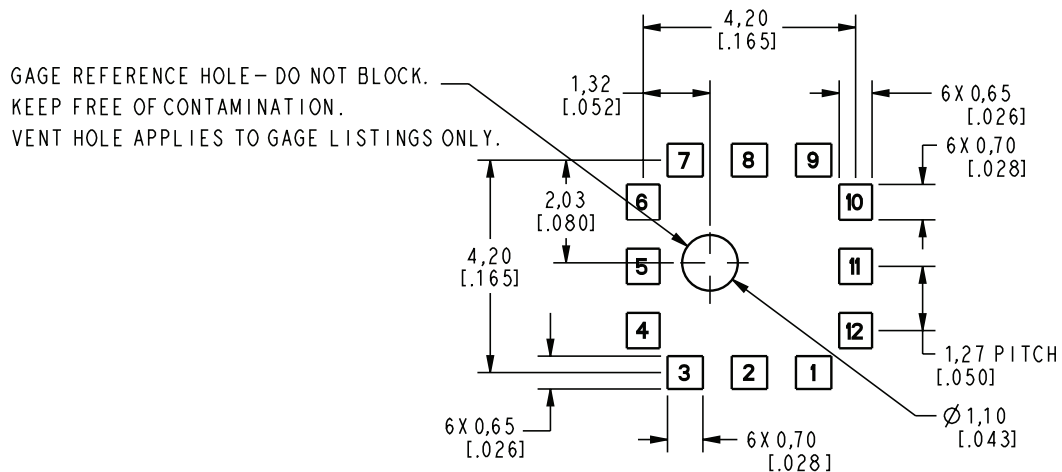 4,20
[.165]
GAGE REFERENCE HOLE- DO NOT BLOCK.
KEEP FREE OF CONTAMINATION.
VENT HOLE APPLIES TO GAGE LISTINGS ONLY.
1,32
[.052]
6X 0,65
[.026]
6X 0,70
[.028]
7
8
9
6
10
2,03
[.080]
4,20
[.165]
5
11
4
12
1,27 PITCH
[.050]
3
2
1
Ø 1,10
[.043]
6X 0,65
[.026]
6X 0,70
[.028]